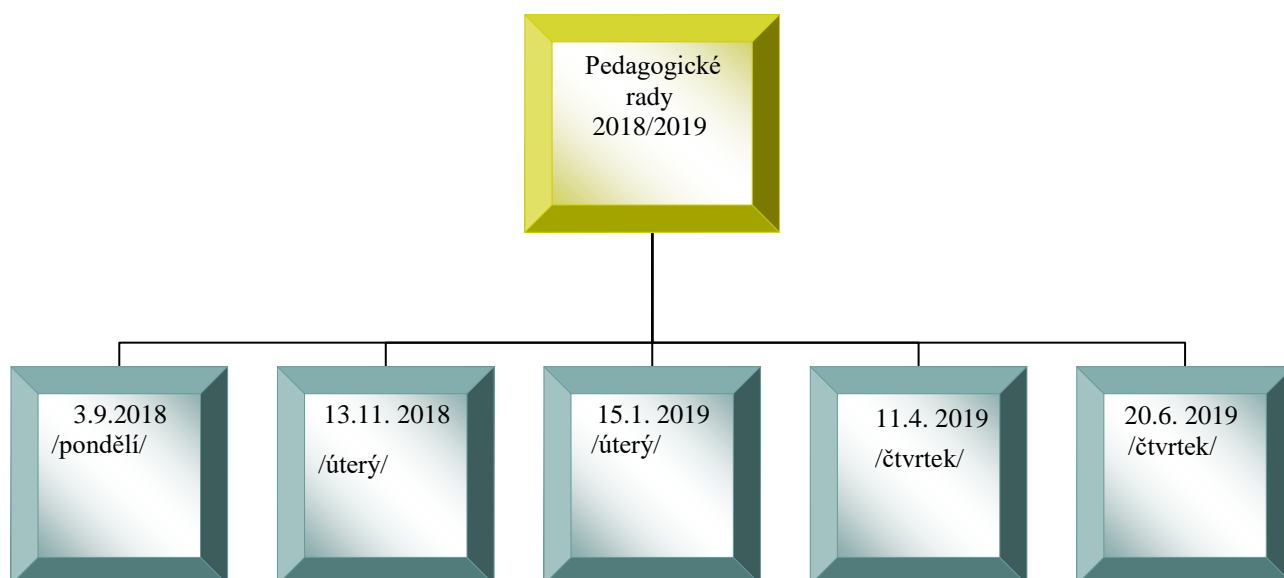 Pedagogické
rady
2018/2019
3.9.2018
/pondělí/
13.11. 2018
/úterý/
15.1. 2019
/úterý/
11.4. 2019
/čtvrtek/
20.6. 2019
/čtvrtek/